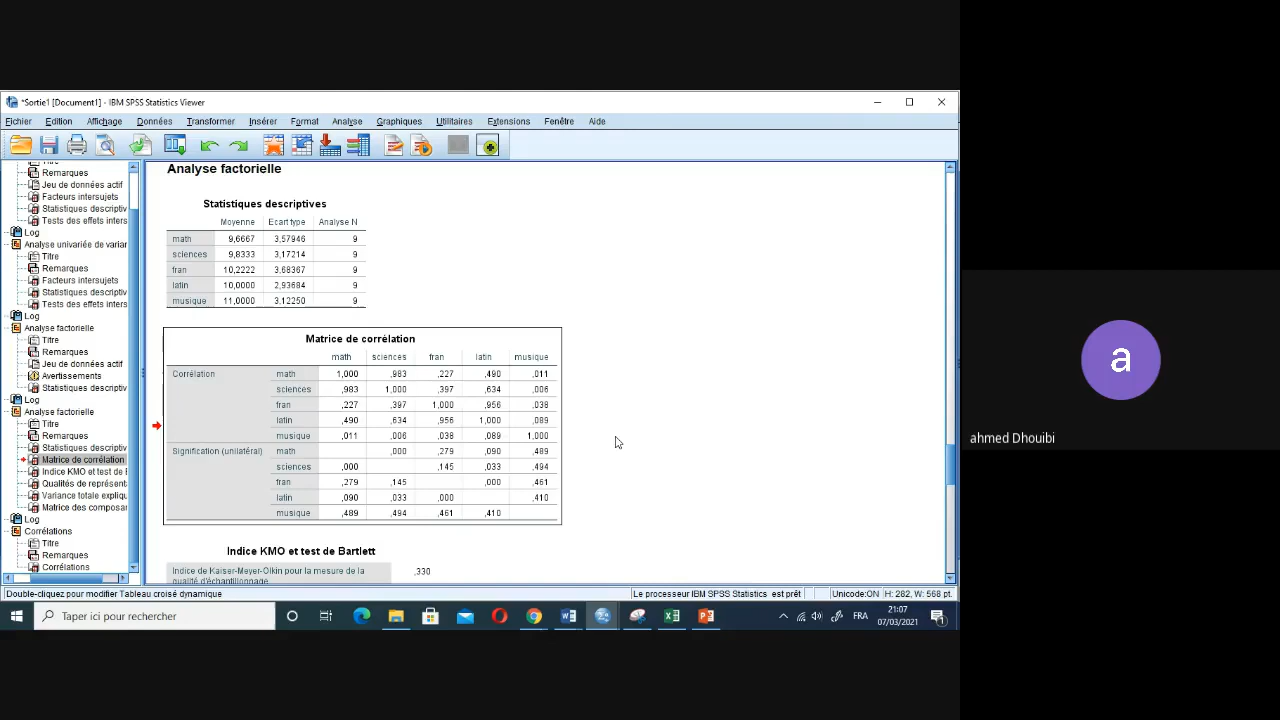 *Sortie1 [Document1] - IBM SPSS Statistics Viewer
Fichier Edition Affichage Données Transformer Insérer Format Analyse Graphiques Utilitaires Extensions Fenêtre Aide
Titre
Remarques
Jeu de données actif
Facteurs intersujets
Statistiques descriptiv
Tests des effets inters
Log
Analyse univariée de varian
Titre
Remarques
Facteurs intersujets
Statistiques descriptiv
Tests des effets inters
Log
Analyse factorielle
Titre
Remarques
Jeu de données actif
Avertissements
Statistiques descriptiv
Log
Analyse factorielle
Titre
Remarques
Statistiques descriptiv
Matrice de corrélation
Indice KMO et test de B
Qualités de représent
Variance totale expliqu
Matrice des composan
Log
Corrélations
Titre
Remarques
Corrélations
Analyse factorielle
Statistiques descriptives
Moyenne Ecart type Analyse N
math 9,6667 3,57946 9
sciences 9,8333 3,17214 9
fran 10,2222 3,68367 9
latin 10,0000 2,93684 9
musique 11,0000 3,12250 9
Matrice de corrélation
math sciences fran latin musique
Corrélation math 1,000 ,983 ,227 ,490 ,011
sciences ,983 1,000 ,397 ,634 ,006
fran ,227 ,397 1,000 ,956 ,038
latin ,490 ,634 ,956 1,000 ,089
musique ,011 ,006 ,038 ,089 1,000
Signification (unilatéral) math ,000 ,279 ,090 ,489
sciences ,000 ,145 ,033 ,494
fran ,279 ,145 ,000 ,461
latin ,090 ,033 ,000 ,410
musique ,489 ,494 ,461 ,410
Indice KMO et test de Bartlett
Indice de Kaiser-Meyer-Olkin pour la mesure de la ,330
qualité d'échantillonnage.
Double-cliquez pour modifier Tableau croisé dynamique
Le processeur IBM SPSS Statistics est prêt
Unicode:ON H: 282, W: 568 pt.
Taper ici pour rechercher
FRA
21:07
07/03/2021
1
a
ahmed Dhouibi